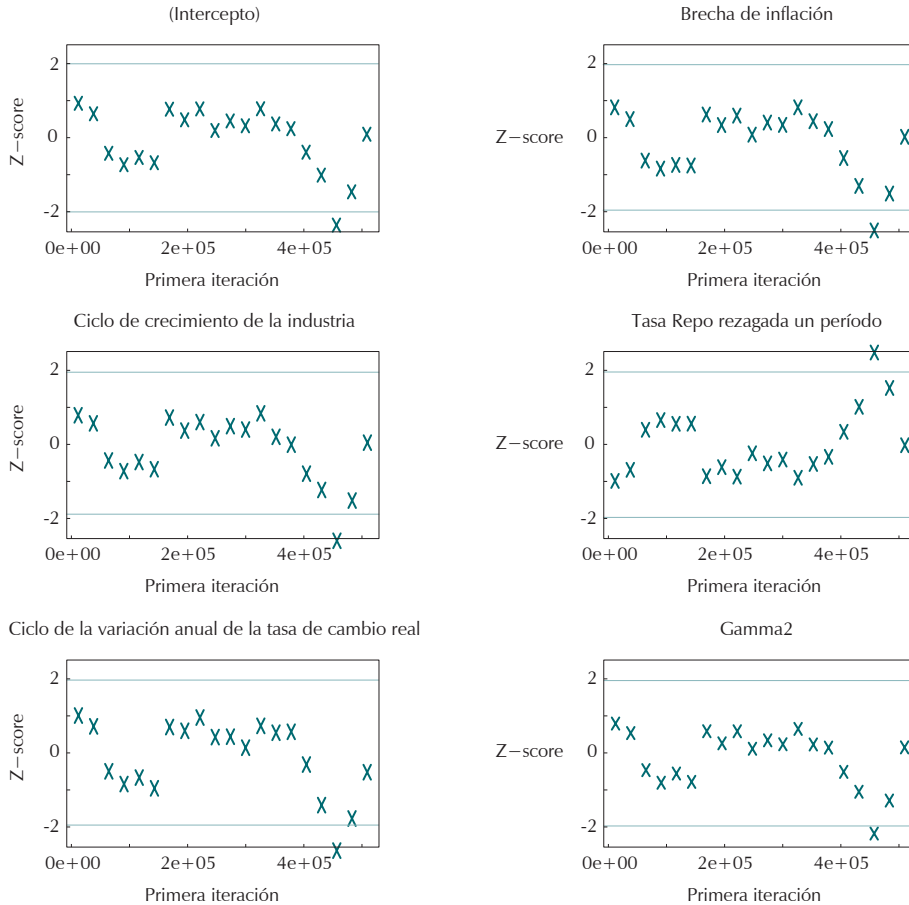 (Intercepto)
Z−score
2
0
-2
0e+00 2e+05 4e+05
Primera iteración
Brecha de inflación
Z−score
2
0
-2
0e+00 2e+05 4e+05
Primera iteración
Ciclo de crecimiento de la industria
Z−score
2
0
-2
0e+00 2e+05 4e+05
Primera iteración
Tasa Repo rezagada un período
Z−score
2
0
-2
0e+00 2e+05 4e+05
Primera iteración
Ciclo de la variación anual de la tasa de cambio real
Z−score
2
0
-2
0e+00 2e+05 4e+05
Primera iteración
Gamma2
Z−score
2
0
-2
0e+00 2e+05 4e+05
Primera iteración